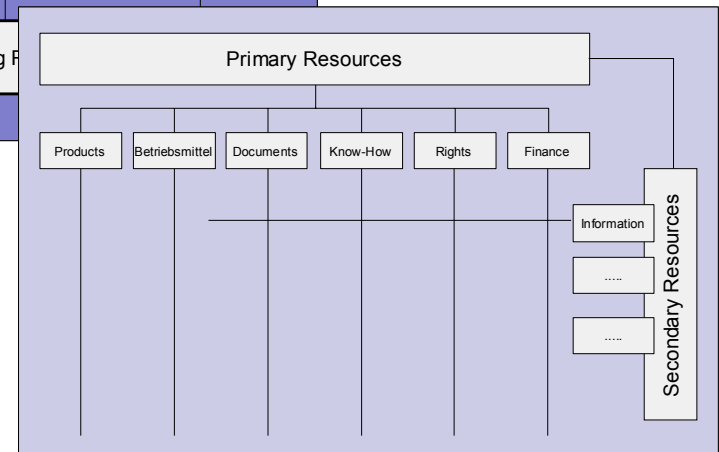 g
Primary Resources
Products
Betriebsmittel
Documents
Know-How
Rights
Finance
Information
.....
.....
Secondary Resources